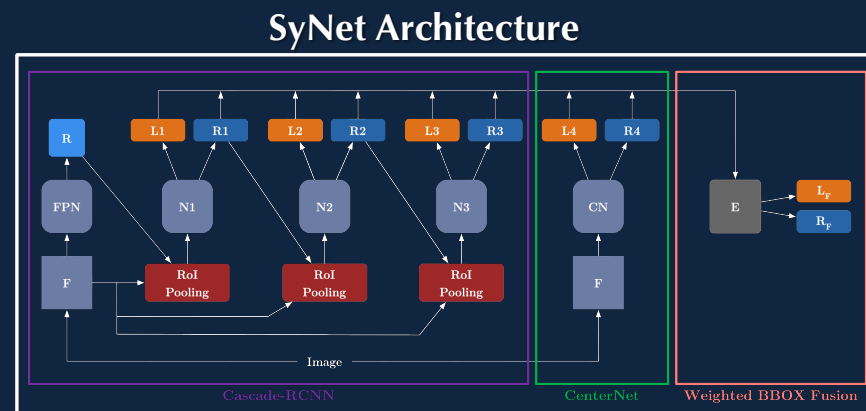 SyNet Architecture
L1 R1 L2 R2 L3 R3 L4 R4
R
FPN N1 N2 N3 CN E L_F
R_F
F RoI Pooling RoI Pooling RoI Pooling F
Image
Cascade-RCNN CenterNet Weighted BBOX Fusion